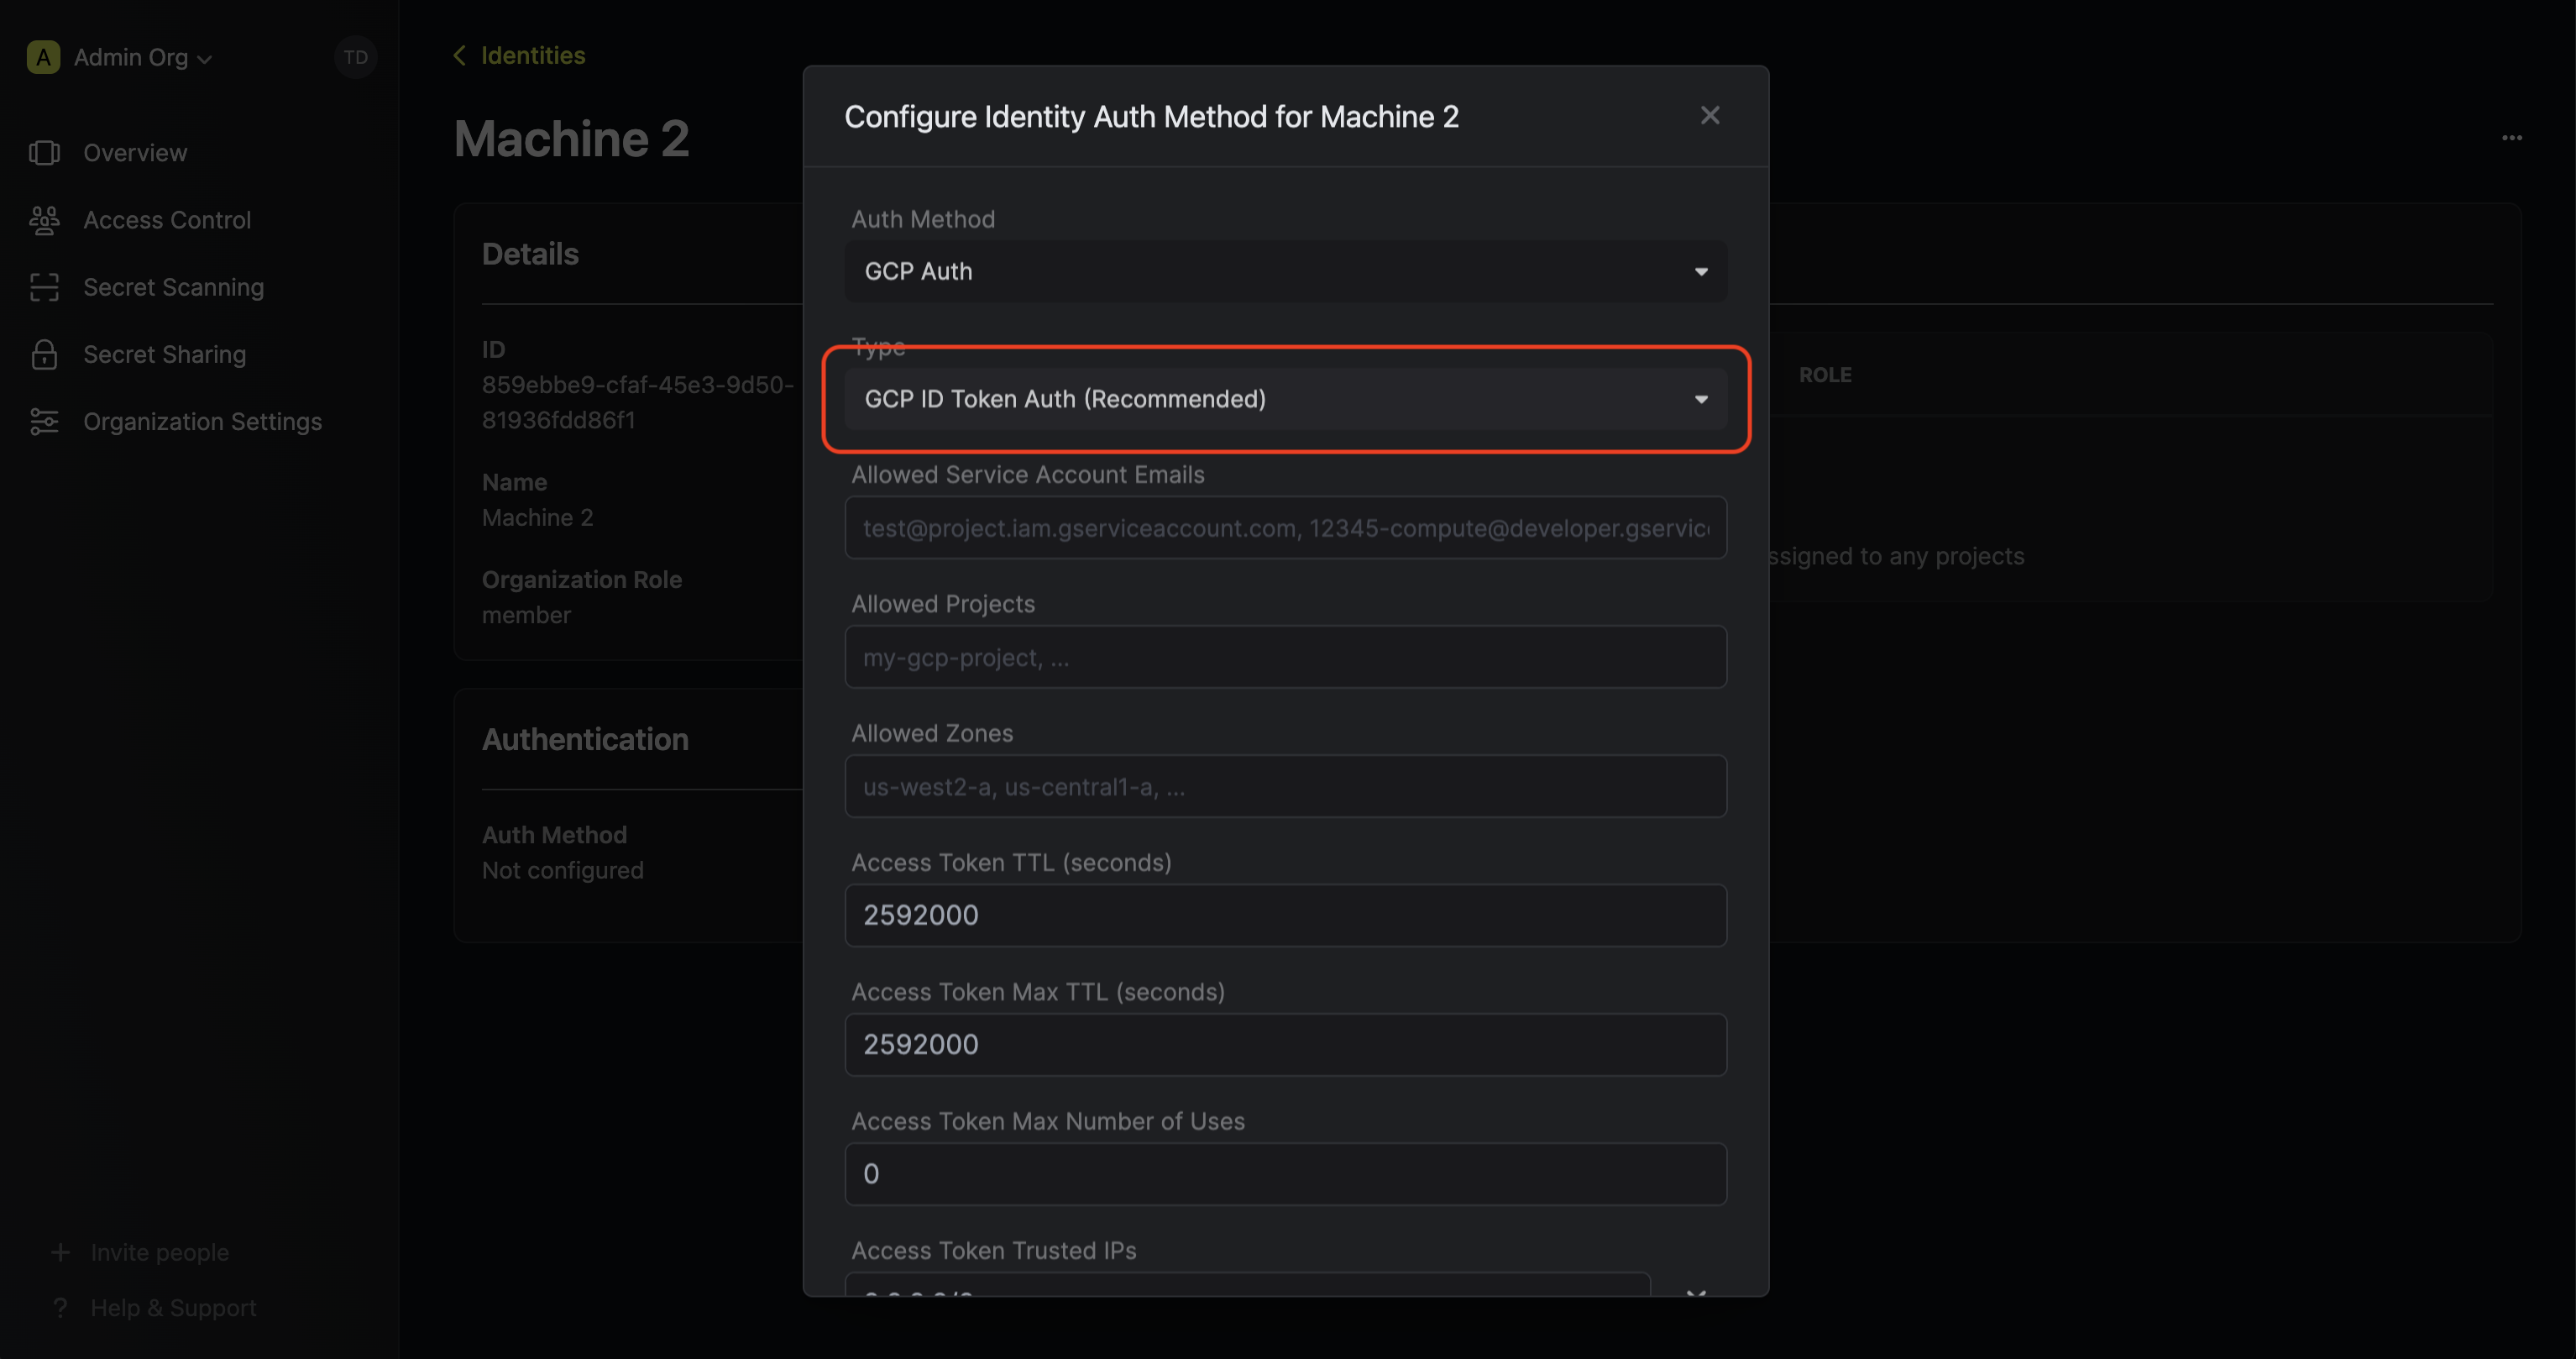 A Admin Org
TD
Overview
Access Control
Secret Scanning
Secret Sharing
Organization Settings
+ Invite people
? Help & Support
Identities
Machine 2
Details
ID
859ebbe9-cfaf-45e3-9d50-
81936fdd86f1
Name
Machine 2
Organization Role
member
Authentication
Auth Method
Not configured
ROLE
ssigned to any projects
Configure Identity Auth Method for Machine 2
Auth Method
GCP Auth
Type
GCP ID Token Auth (Recommended)
Allowed Service Account Emails
test@project.iam.gserviceaccount.com, 12345-compute@developer.gservic
Allowed Projects
my-gcp-project, ...
Allowed Zones
us-west2-a, us-central1-a, ...
Access Token TTL (seconds)
2592000
Access Token Max TTL (seconds)
2592000
Access Token Max Number of Uses
0
Access Token Trusted IPs